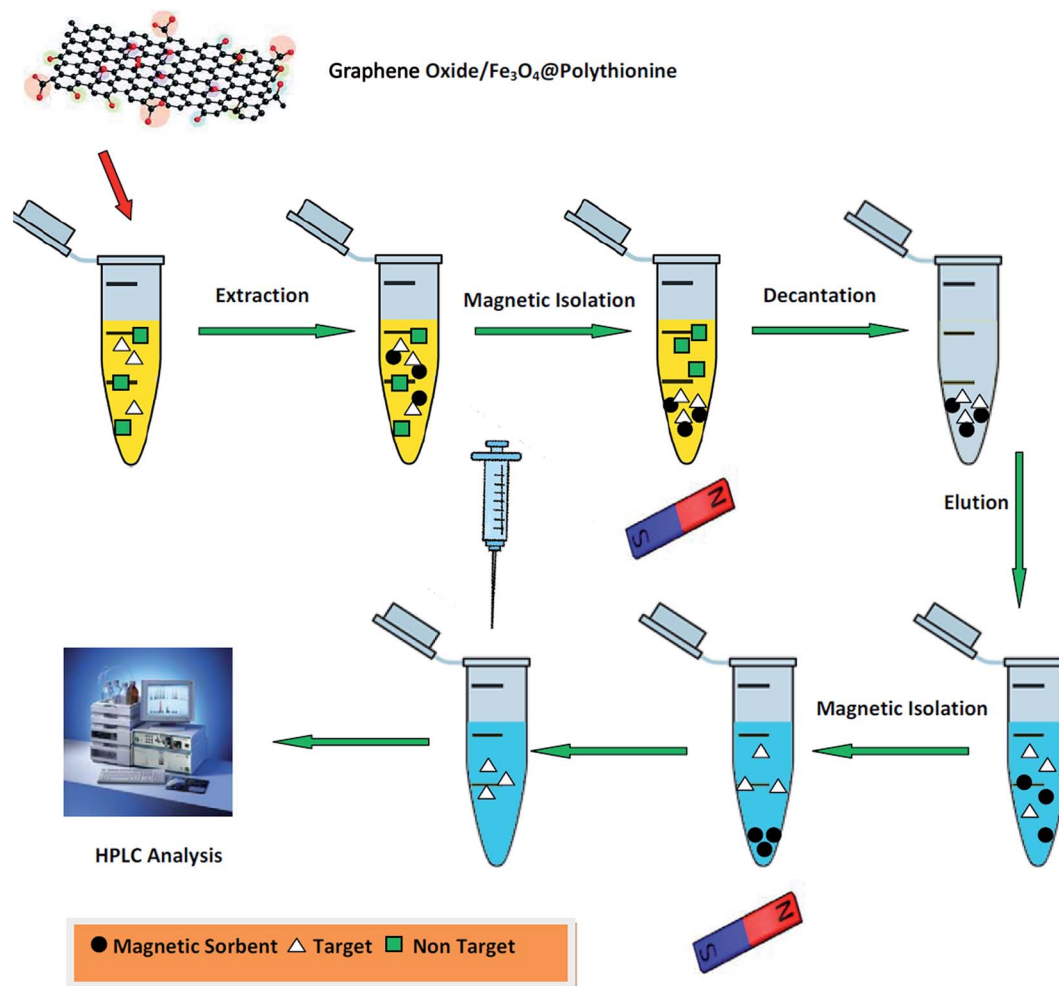 Graphene Oxide/Fe₃O₄@Polythionine
Extraction
Magnetic Isolation
Decantation
N
S
Elution
Magnetic Isolation
HPLC Analysis
N
S
Magnetic Sorbent Target Non Target